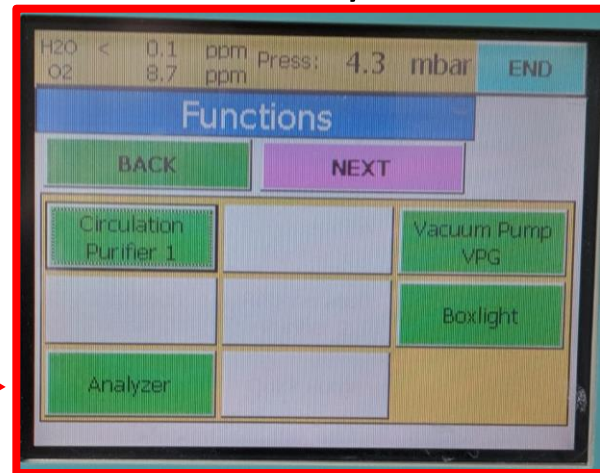 H2O < 0.1 ppm Press: 4.3 mbar END
O2 8.7 ppm
Functions
BACK NEXT
Circulation Vacuum Pump
Purifier 1 VPG
Boxlight
Analyzer